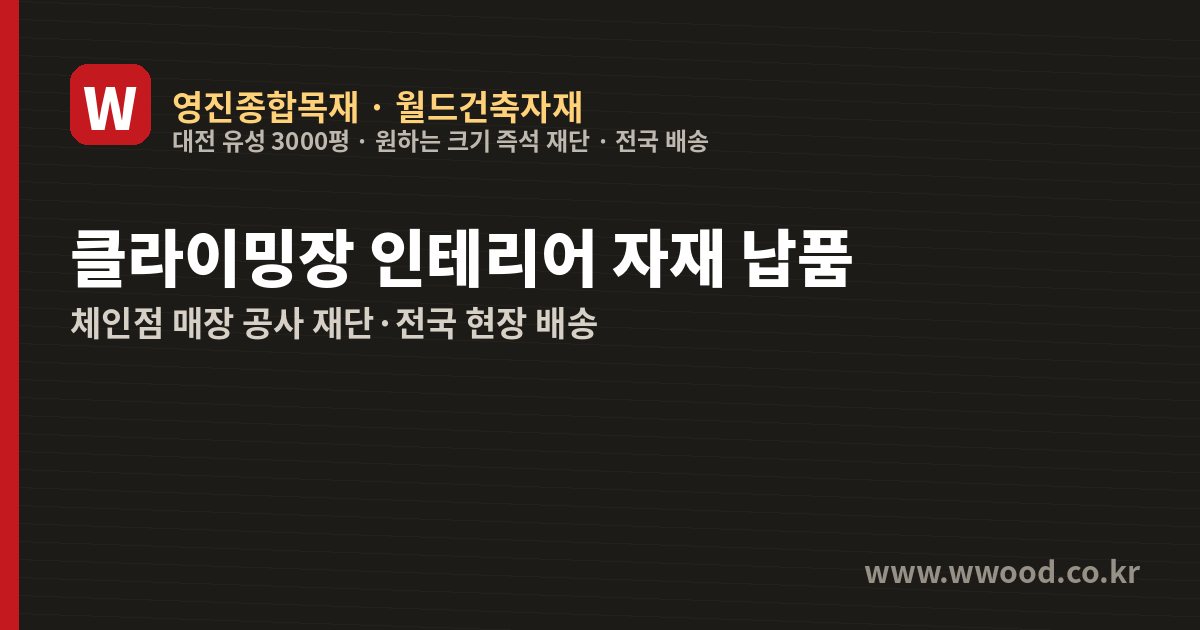 W
영진종합목재 · 월드건축자재
대전 유성 3000평 · 원하는 크기 즉석 재단 · 전국 배송
클라이밍장 인테리어 자재 납품
체인점 매장 공사 재단·전국 현장 배송
www.wwood.co.kr